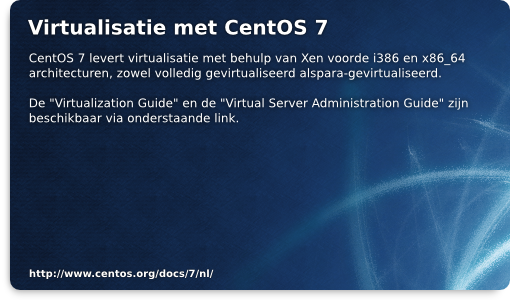 Virtualisatie met CentOS 7
CentOS 7 levert virtualisatie met behulp van Xen voorde i386 en x86_64
architecturen, zowel volledig gevirtualiseerd alspara-gevirtualiseerd.
De "Virtualization Guide" en de "Virtual Server Administration Guide" zijn
beschikbaar via onderstaande link.
http://www.centos.org/docs/7/nl/